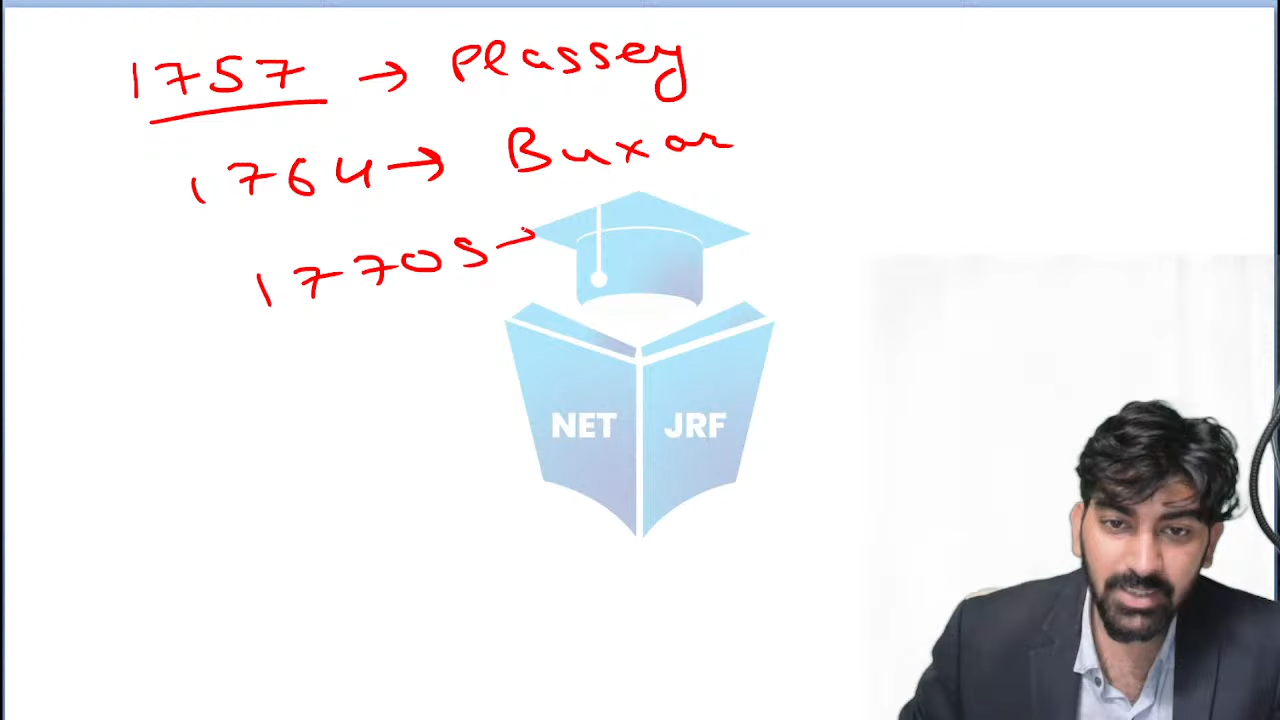 1757 → Plassey
1764 → Buxar
1770s →
NET JRF